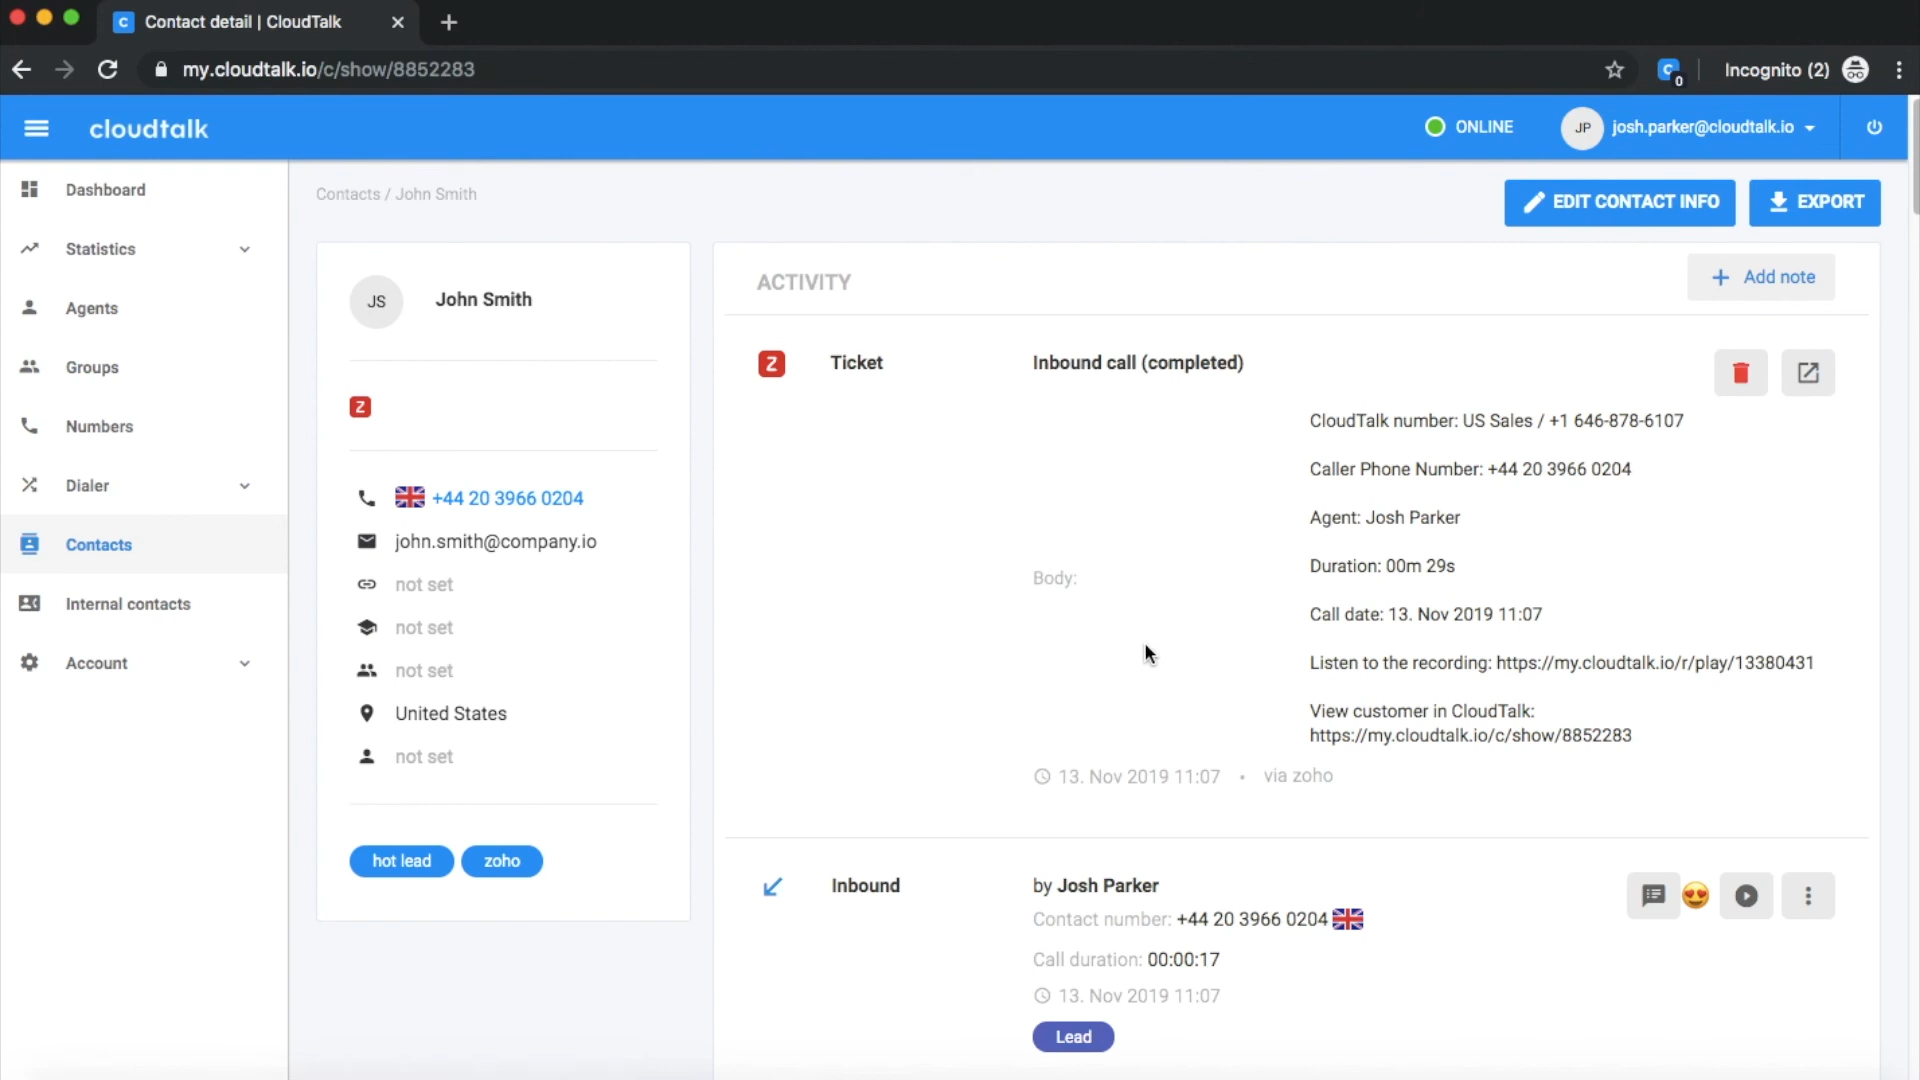 Contact detail | CloudTalk
my.cloudtalk.io/c/show/8852283
C
0
Incognito (2)
cloudtalk
ONLINE
JP
josh.parker@cloudtalk.io
Dashboard
Statistics
Agents
Groups
Numbers
Dialer
Contacts
Internal contacts
Account
Contacts / John Smith
EDIT CONTACT INFO
EXPORT
JS
John Smith
Z
+44 20 3966 0204
john.smith@company.io
not set
not set
not set
United States
not set
hot lead
zoho
ACTIVITY
+ Add note
Z
Ticket
Inbound call (completed)
Body:
CloudTalk number: US Sales / +1 646-878-6107
Caller Phone Number: +44 20 3966 0204
Agent: Josh Parker
Duration: 00m 29s
Call date: 13. Nov 2019 11:07
Listen to the recording: https://my.cloudtalk.io/r/play/13380431
View customer in CloudTalk:
https://my.cloudtalk.io/c/show/8852283
13. Nov 2019 11:07 • via zoho
Inbound
by Josh Parker
Contact number: +44 20 3966 0204
Call duration: 00:00:17
13. Nov 2019 11:07
Lead